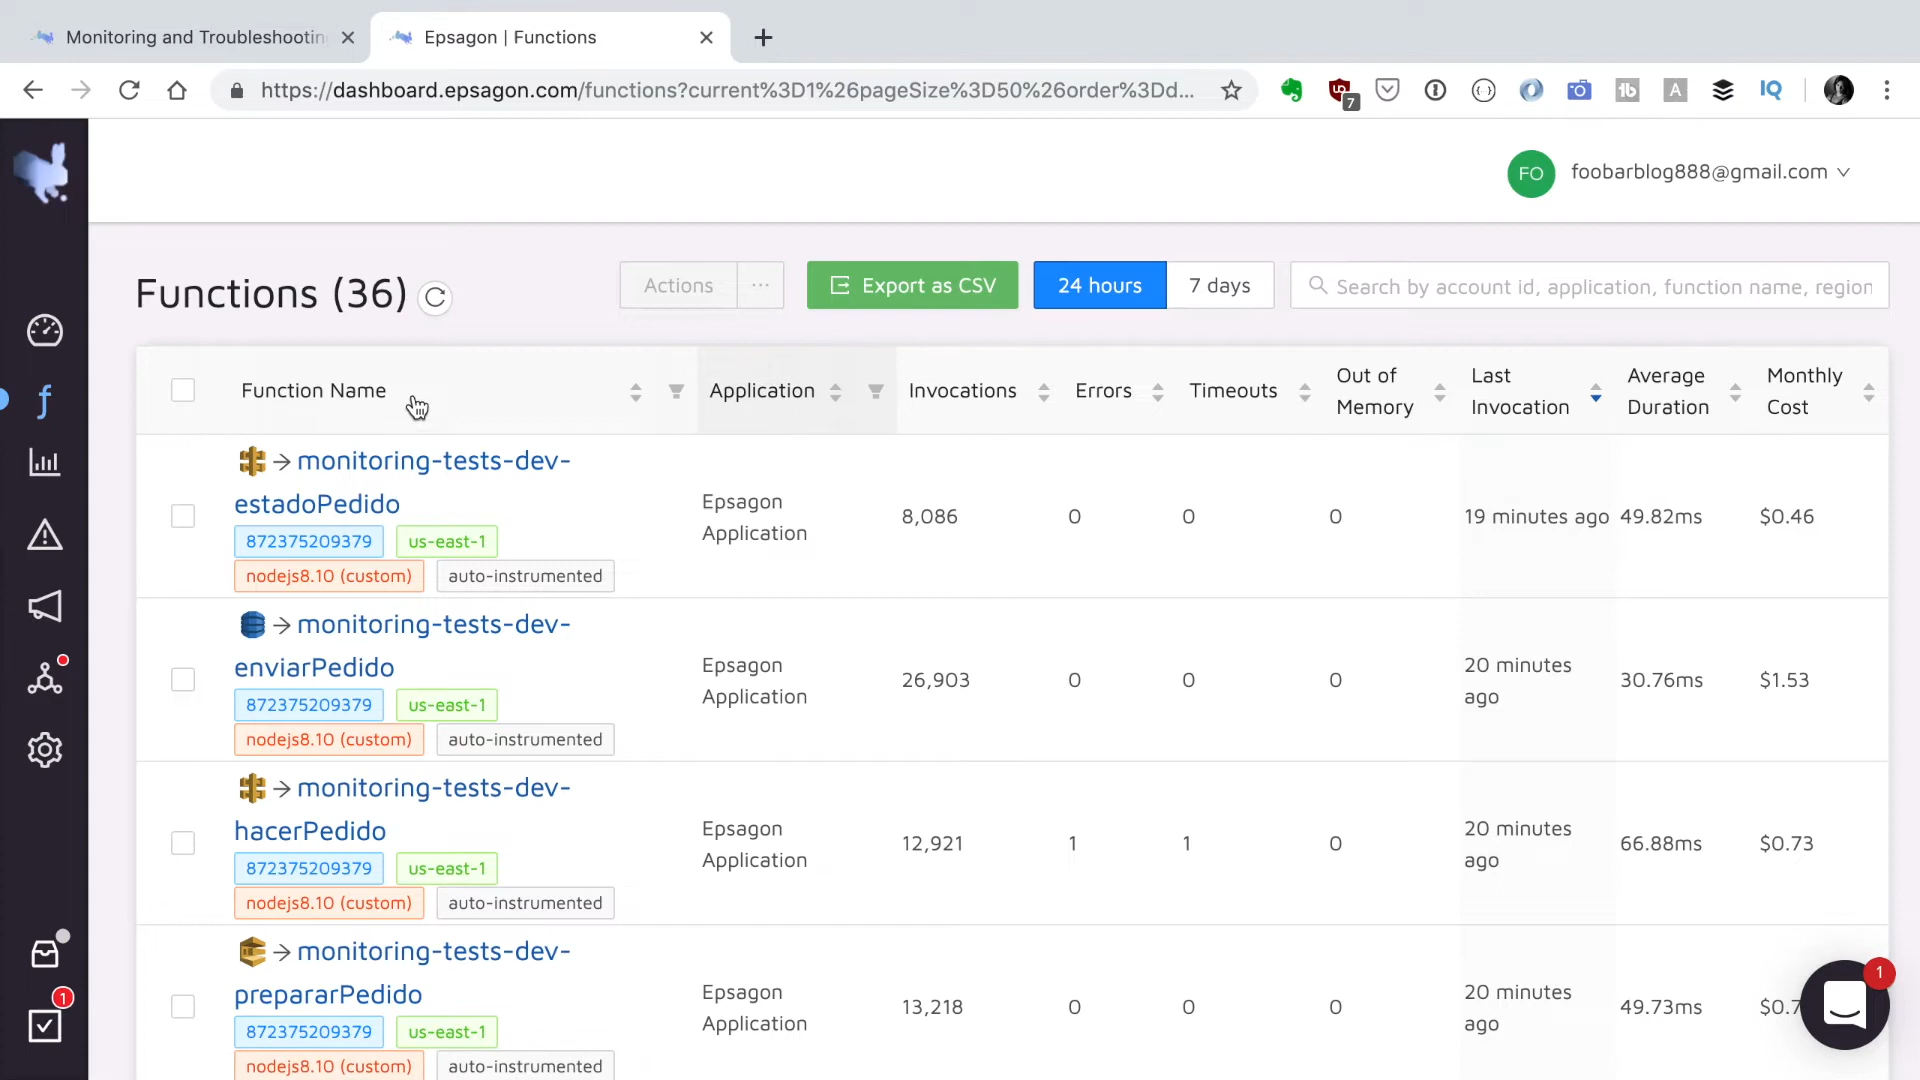 Monitoring and Troubleshootin
Epsagon | Functions
https://dashboard.epsagon.com/functions?current%3D1%26pageSize%3D50%26order%3Dd...
7
A
IQ
FO
foobarblog888@gmail.com
Functions (36)
Actions
Export as CSV
24 hours
7 days
Search by account id, application, function name, region
Function Name
Application
Invocations
Errors
Timeouts
Out of
Memory
Last
Invocation
Average
Duration
Monthly
Cost
monitoring-tests-dev-
estadoPedido
872375209379
us-east-1
nodejs8.10 (custom)
auto-instrumented
Epsagon
Application
8,086
0
0
0
19 minutes ago
49.82ms
$0.46
monitoring-tests-dev-
enviarPedido
872375209379
us-east-1
nodejs8.10 (custom)
auto-instrumented
Epsagon
Application
26,903
0
0
0
20 minutes
ago
30.76ms
$1.53
monitoring-tests-dev-
hacerPedido
872375209379
us-east-1
nodejs8.10 (custom)
auto-instrumented
Epsagon
Application
12,921
1
1
0
20 minutes
ago
66.88ms
$0.73
monitoring-tests-dev-
prepararPedido
872375209379
us-east-1
nodejs8.10 (custom)
auto-instrumented
Epsagon
Application
13,218
0
0
0
20 minutes
ago
49.73ms
$0.7
1
1